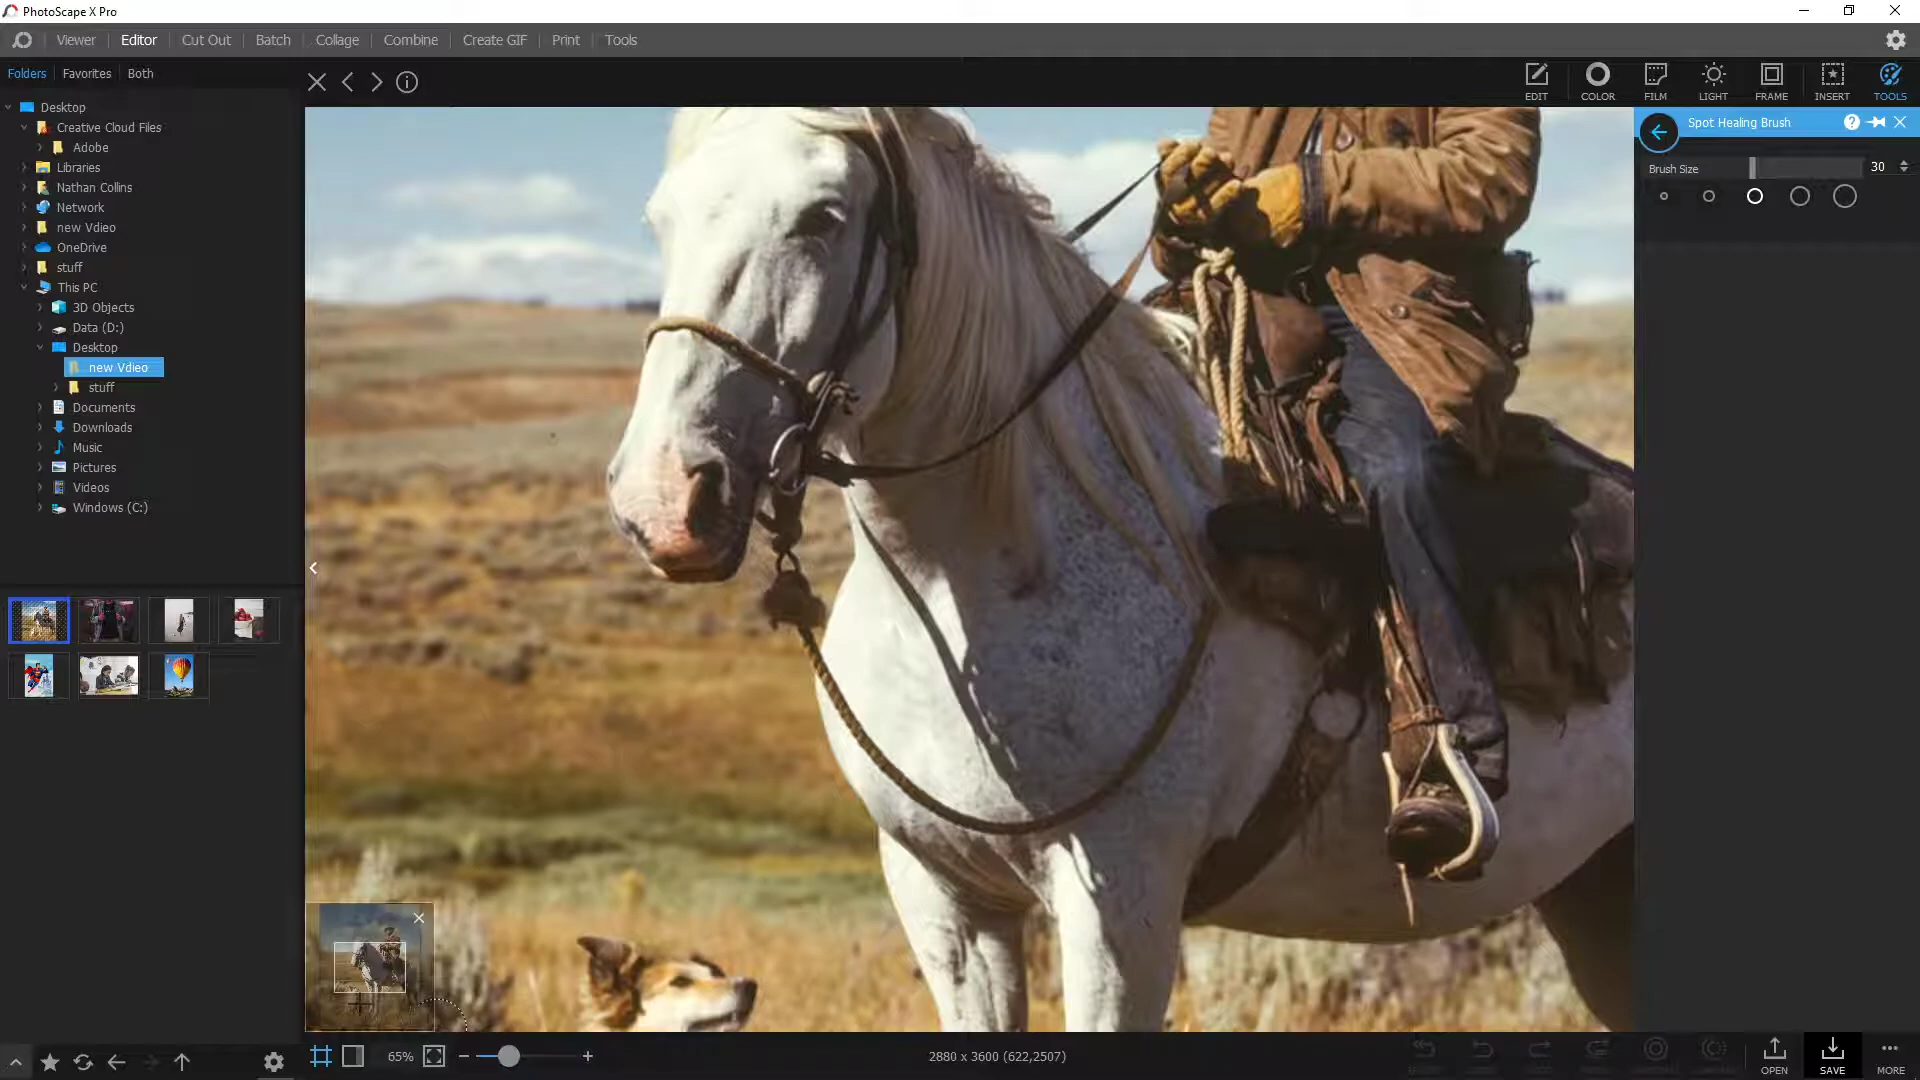 PhotoScape X Pro
Viewer Editor Cut Out Batch Collage Combine Create GIF Print Tools
Folders Favorites Both
EDIT COLOR FILM LIGHT FRAME INSERT TOOLS
Spot Healing Brush ?
Brush Size 30
Desktop
Creative Cloud Files
Adobe
Libraries
Nathan Collins
Network
new Vdieo
OneDrive
stuff
This PC
3D Objects
Data (D:)
Desktop
new Vdieo
stuff
Documents
Downloads
Music
Pictures
Videos
Windows (C:)
65%
2880 x 3600 (622,2507)
OPEN SAVE MORE